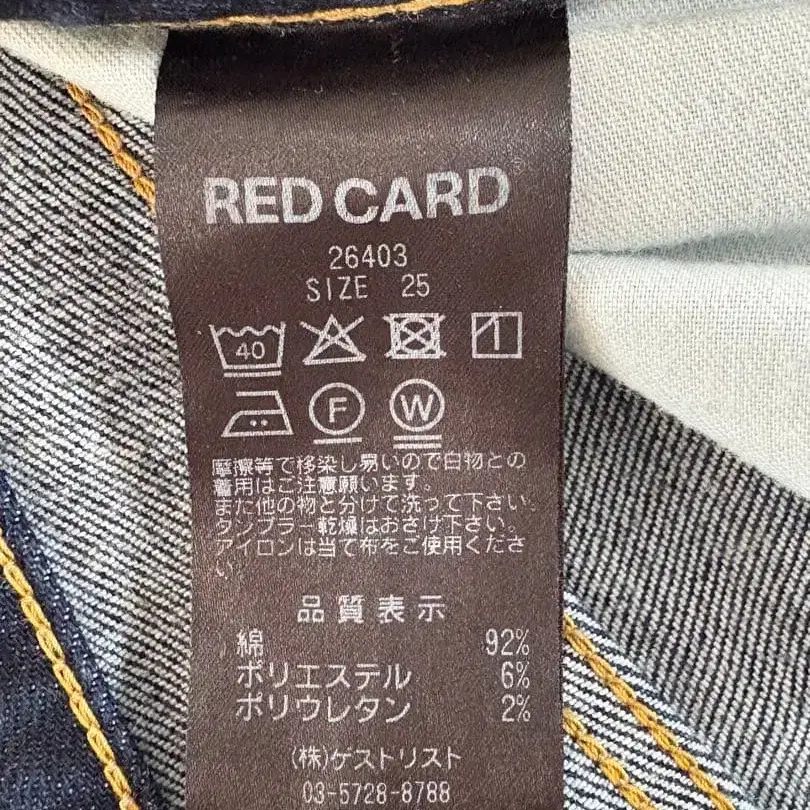 RED CARD®
26403
SIZE 25
40
F W
摩擦等で移染し易いので白物との
着用はご注意願います。
また他の物と分けて洗って下さい。
タンブラー乾燥はおさけ下さい。
アイロンは当て布をご使用くださ
い
品質表示
綿 92%
ポリエステル 6%
ポリウレタン 2%
(株)ゲストリスト
03-5728-8788